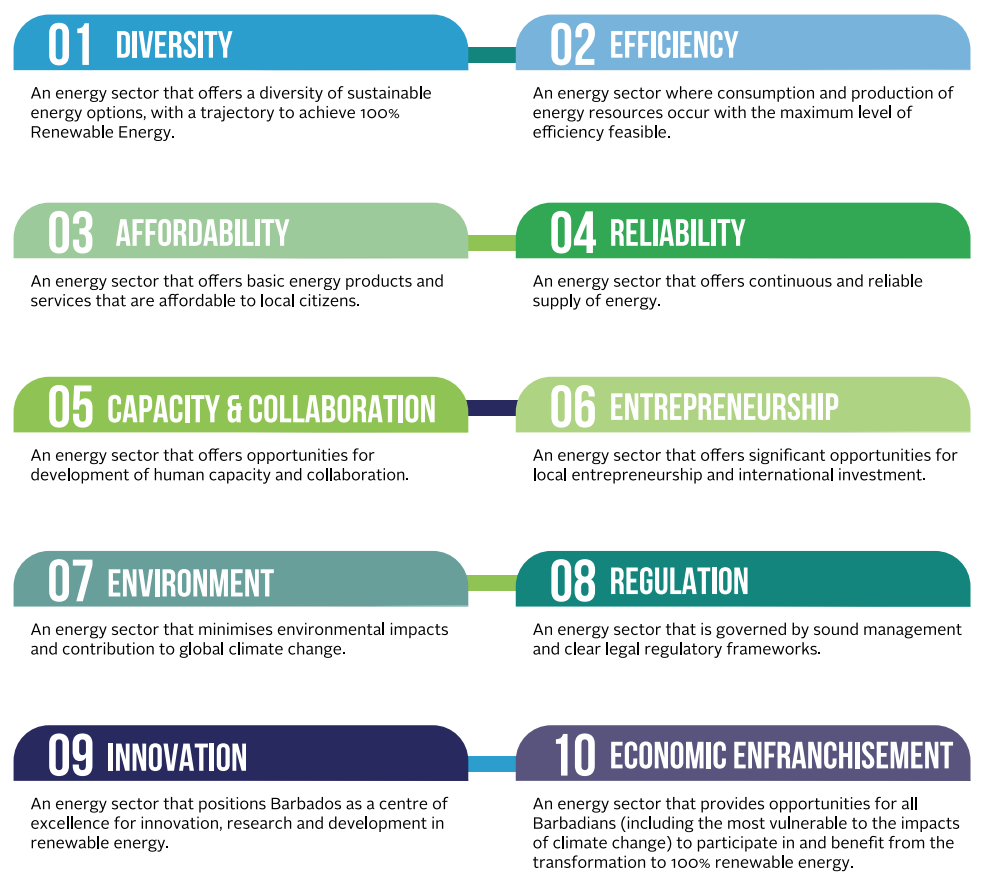 01 DIVERSITY
An energy sector that offers a diversity of sustainable
energy options, with a trajectory to achieve 100%
Renewable Energy.
02 EFFICIENCY
An energy sector where consumption and production of
energy resources occur with the maximum level of
efficiency feasible.
03 AFFORDABILITY
An energy sector that offers basic energy products and
services that are affordable to local citizens.
04 RELIABILITY
An energy sector that offers continuous and reliable
supply of energy.
05 CAPACITY & COLLABORATION
An energy sector that offers opportunities for
development of human capacity and collaboration.
06 ENTREPRENEURSHIP
An energy sector that offers significant opportunities for
local entrepreneurship and international investment.
07 ENVIRONMENT
An energy sector that minimises environmental impacts
and contribution to global climate change.
08 REGULATION
An energy sector that is governed by sound management
and clear legal regulatory frameworks.
09 INNOVATION
An energy sector that positions Barbados as a centre of
excellence for innovation, research and development in
renewable energy.
10 ECONOMIC ENFRANCHISEMENT
An energy sector that provides opportunities for all
Barbadians (including the most vulnerable to the impacts
of climate change) to participate in and benefit from the
transformation to 100% renewable energy.